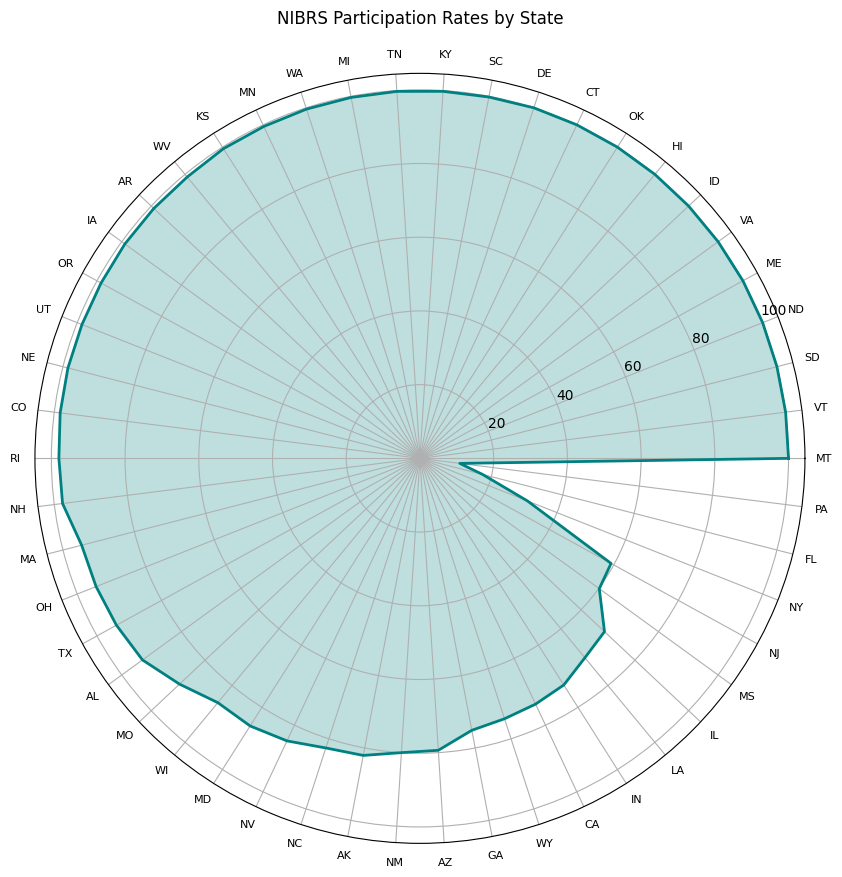 NIBRS Participation Rates by State
TN
KY
MI
SC
WA
DE
MN
CT
KS
OK
WV
HI
AR
ID
IA
VA
OR
ME
UT
100
ND
80
NE
SD
60
40
CO
VT
20
RI
MT
NH
PA
MA
FL
OH
NY
TX
NJ
AL
MS
MO
IL
WI
LA
MD
IN
NV
CA
NC
WY
AK
GA
NM
AZ